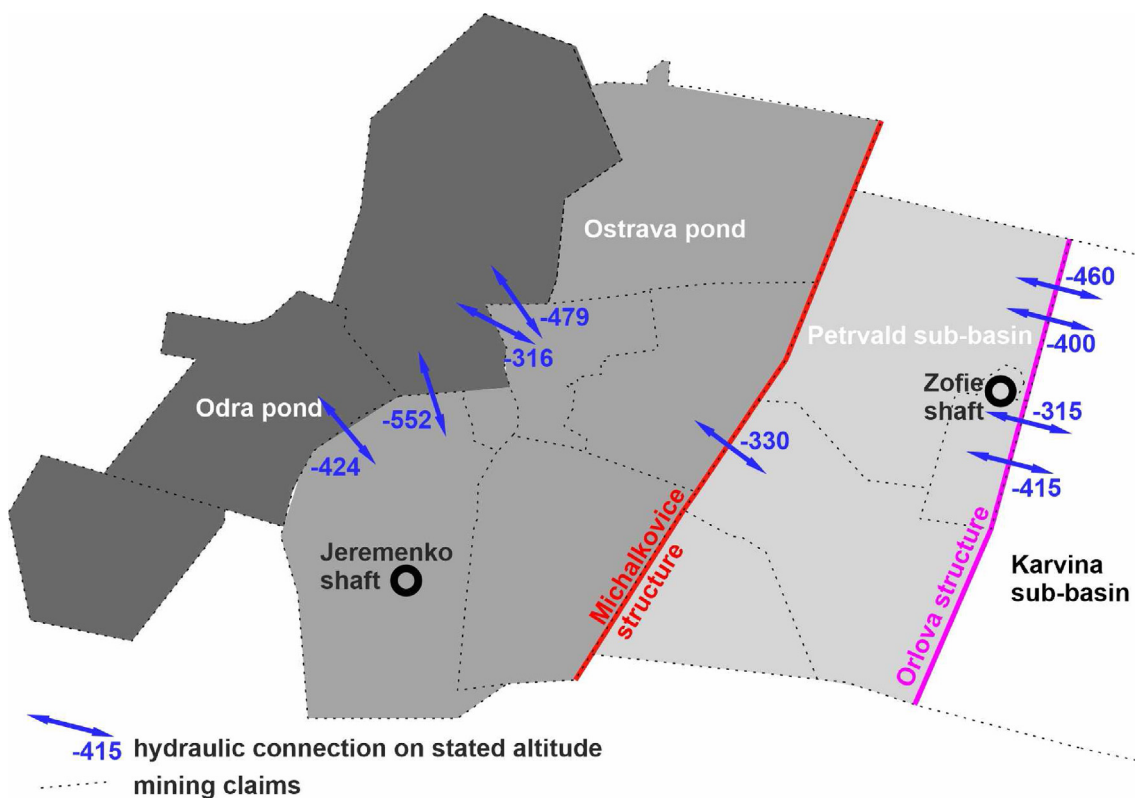 Ostrava pond
-460
-479
-400
-316
Petrvald sub-basin
Zofie
shaft
-315
Odra pond
-552
-330
-424
-415
Jeremenko
shaft
Michalkovice
structure
Orlova structure
Karvina
sub-basin
-415 hydraulic connection on stated altitude
mining claims